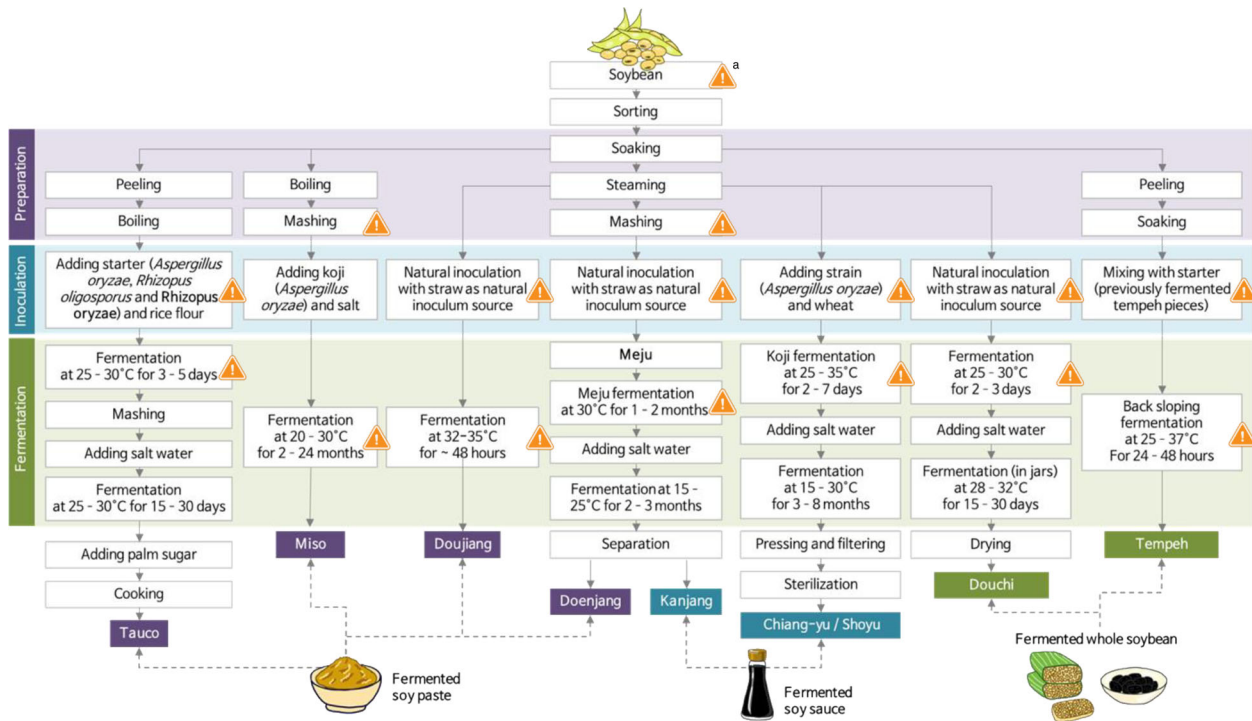 Soybean
a
Sorting
Preparation
Soaking
Peeling
Boiling
Boiling
Mashing
Steaming
Mashing
Peeling
Soaking
Inoculation
Adding starter (Aspergillus
oryzae, Rhizopus
oligosporus and Rhizopus
oryzae) and rice flour
Adding koji
(Aspergillus
oryzae) and salt
Natural inoculation
with straw as natural
inoculum source
Natural inoculation
with straw as natural
inoculum source
Adding strain
(Aspergillus oryzae)
and wheat
Natural inoculation
with straw as natural
inoculum source
Mixing with starter
(previously fermented
tempeh pieces)
Fermentation
Fermentation
at 25 - 30°C for 3 - 5 days
Mashing
Adding salt water
Fermentation
at 25 - 30°C for 15 - 30 days
Fermentation
at 20 - 30°C
for 2 - 24 months
Fermentation
at 32-35°C
for ~ 48 hours
Meju
Meju fermentation
at 30°C for 1 - 2 months
Adding salt water
Fermentation at 15 -
25°C for 2 - 3 months
Koji fermentation
at 25 - 35°C
for 2 - 7 days
Adding salt water
Fermentation
at 15 - 30°C
for 3 - 8 months
Fermentation
at 25 - 30°C
for 2 - 3 days
Adding salt water
Fermentation (in jars)
at 28 - 32°C
for 15 - 30 days
Back sloping
fermentation
at 25 - 37°C
For 24 - 48 hours
Adding palm sugar
Cooking
Tauco
Miso
Doujiang
Separation
Doenjang
Kanjang
Pressing and filtering
Sterilization
Chiang-yu / Shoyu
Drying
Douchi
Tempeh
Fermented
soy paste
Fermented
soy sauce
Fermented whole soybean